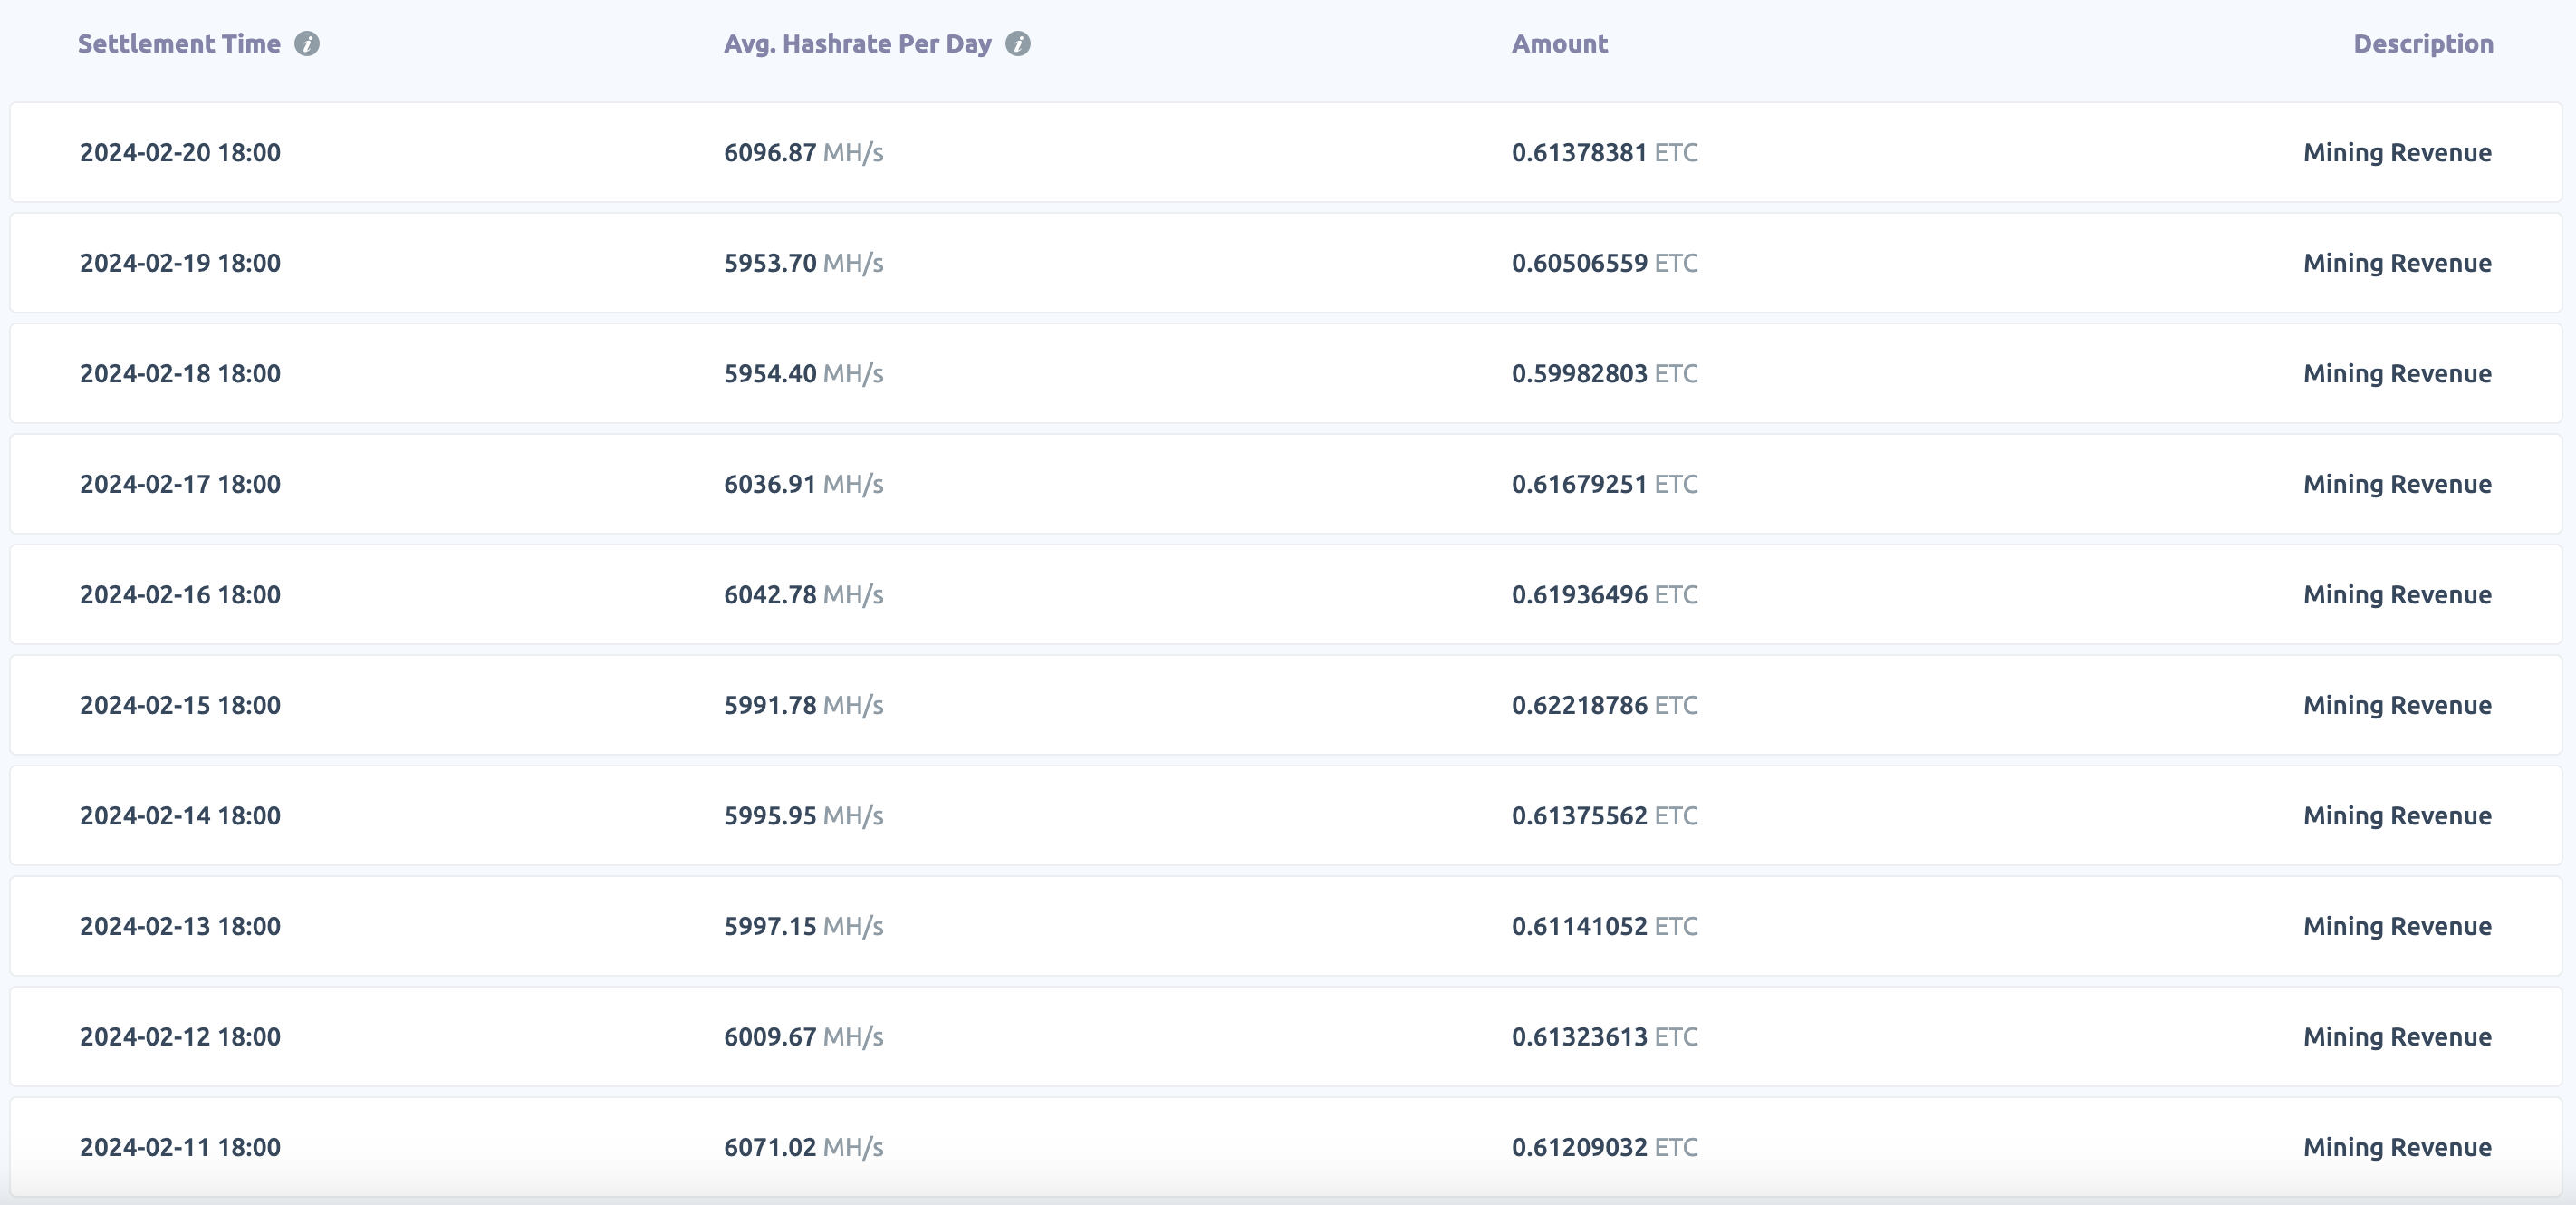 Settlement Time Avg. Hashrate Per Day Amount Description
2024-02-20 18:00 6096.87 MH/s 0.61378381 ETC Mining Revenue
2024-02-19 18:00 5953.70 MH/s 0.60506559 ETC Mining Revenue
2024-02-18 18:00 5954.40 MH/s 0.59982803 ETC Mining Revenue
2024-02-17 18:00 6036.91 MH/s 0.61679251 ETC Mining Revenue
2024-02-16 18:00 6042.78 MH/s 0.61936496 ETC Mining Revenue
2024-02-15 18:00 5991.78 MH/s 0.62218786 ETC Mining Revenue
2024-02-14 18:00 5995.95 MH/s 0.61375562 ETC Mining Revenue
2024-02-13 18:00 5997.15 MH/s 0.61141052 ETC Mining Revenue
2024-02-12 18:00 6009.67 MH/s 0.61323613 ETC Mining Revenue
2024-02-11 18:00 6071.02 MH/s 0.61209032 ETC Mining Revenue